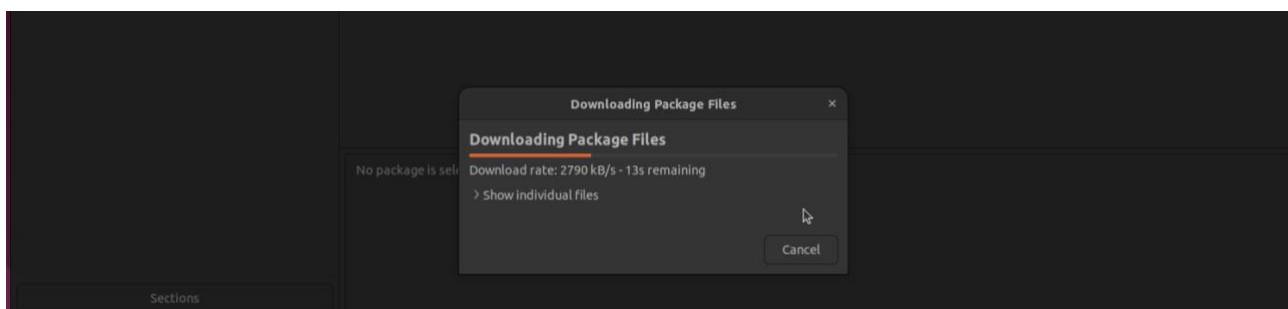 Downloading Package Files
Downloading Package Files
No package is sele
Download rate: 2790 kB/s - 13s remaining
Show individual files
Cancel
Sections